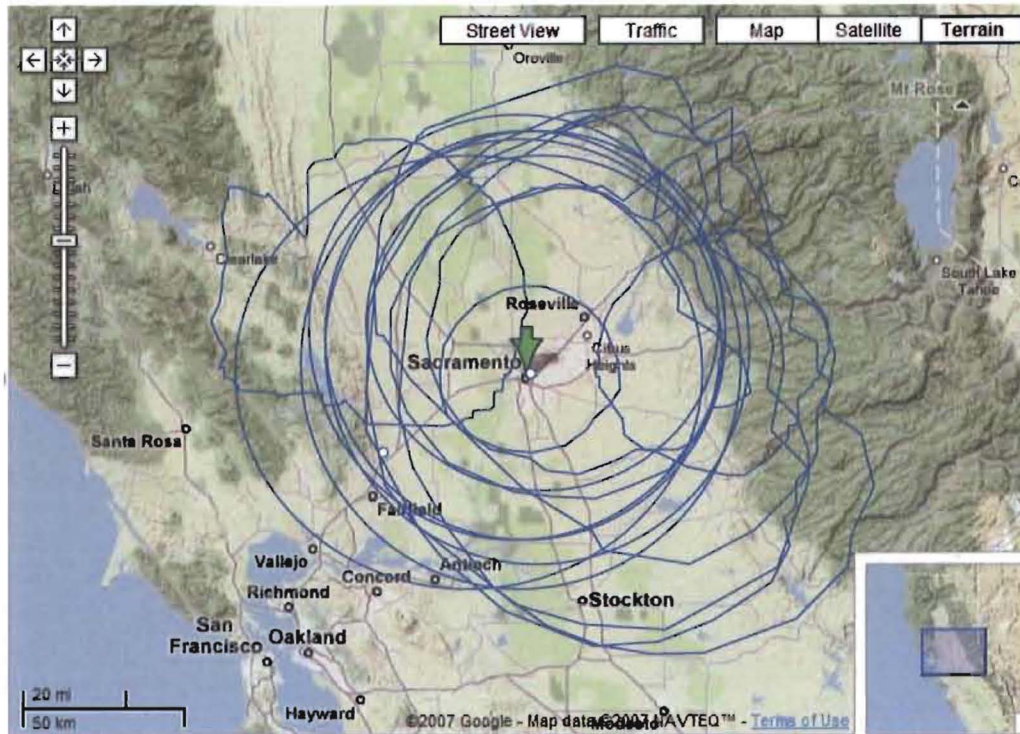 Street View
Traffic
Map
Satellite
Terrain
Oroville
Mt Rose
Clearlake
South Lake
Tahoe
Roseville
Citrus
Heights
Sacramento
Santa Rosa
Fairfield
Vallejo
Antioch
Concord
Richmond
Stockton
San
Francisco
Oakland
Hayward
Modesto
20 mi
50 km
©2007 Google - Map data ©2007 NAVTEQ™ - Terms of Use